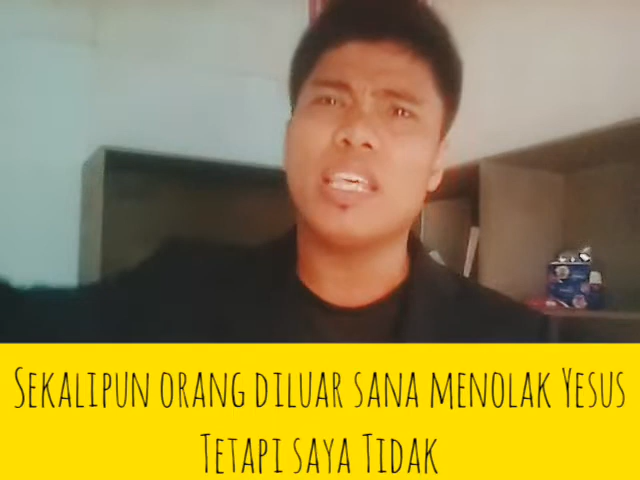 Sekalipun orang diluar sana menolak Yesus
Tetapi saya Tidak